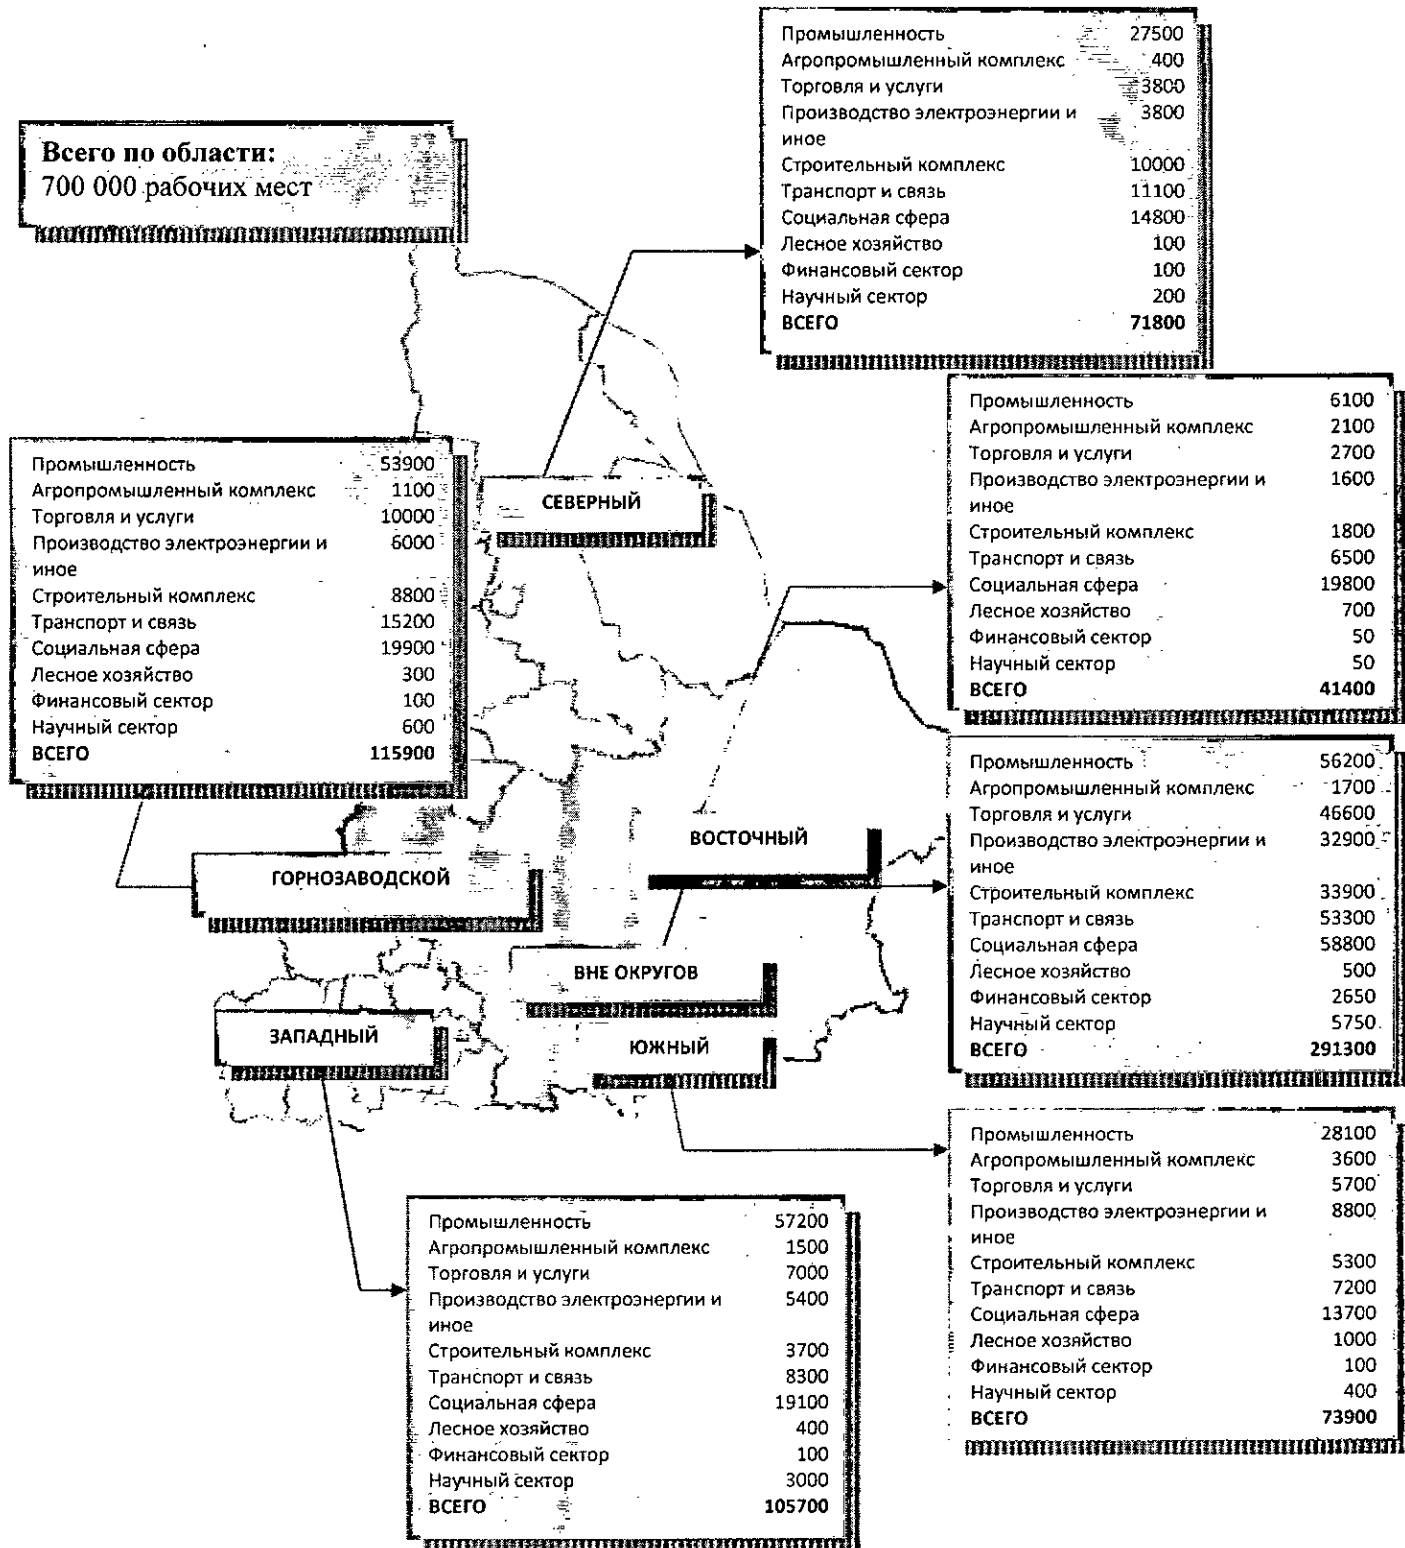 Всего по области:
700 000 рабочих мест
Промышленность 27500
Агропромышленный комплекс 400
Торговля и услуги 3800
Производство электроэнергии и 3800
иное
Строительный комплекс 10000
Транспорт и связь 11100
Социальная сфера 14800
Лесное хозяйство 100
Финансовый сектор 100
Научный сектор 200
ВСЕГО 71800
Промышленность 53900
Агропромышленный комплекс 1100
Торговля и услуги 10000
Производство электроэнергии и 6000
иное
Строительный комплекс 8800
Транспорт и связь 15200
Социальная сфера 19900
Лесное хозяйство 300
Финансовый сектор 100
Научный сектор 600
ВСЕГО 115900
СЕВЕРНЫЙ
Промышленность 6100
Агропромышленный комплекс 2100
Торговля и услуги 2700
Производство электроэнергии и 1600
иное
Строительный комплекс 1800
Транспорт и связь 6500
Социальная сфера 19800
Лесное хозяйство 700
Финансовый сектор 50
Научный сектор 50
ВСЕГО 41400
ВОСТОЧНЫЙ
ГОРНОЗАВОДСКОЙ
ВНЕ ОКРУГОВ
ЗАПАДНЫЙ
ЮЖНЫЙ
Промышленность 56200
Агропромышленный комплекс 1700
Торговля и услуги 46600
Производство электроэнергии и 32900
иное
Строительный комплекс 33900
Транспорт и связь 53300
Социальная сфера 58800
Лесное хозяйство 500
Финансовый сектор 2650
Научный сектор 5750
ВСЕГО 291300
Промышленность 28100
Агропромышленный комплекс 3600
Торговля и услуги 5700
Производство электроэнергии и 8800
иное
Строительный комплекс 5300
Транспорт и связь 7200
Социальная сфера 13700
Лесное хозяйство 1000
Финансовый сектор 100
Научный сектор 400
ВСЕГО 73900
Промышленность 57200
Агропромышленный комплекс 1500
Торговля и услуги 7000
Производство электроэнергии и 5400
иное
Строительный комплекс 3700
Транспорт и связь 8300
Социальная сфера 19100
Лесное хозяйство 400
Финансовый сектор 100
Научный сектор 3000
ВСЕГО 105700